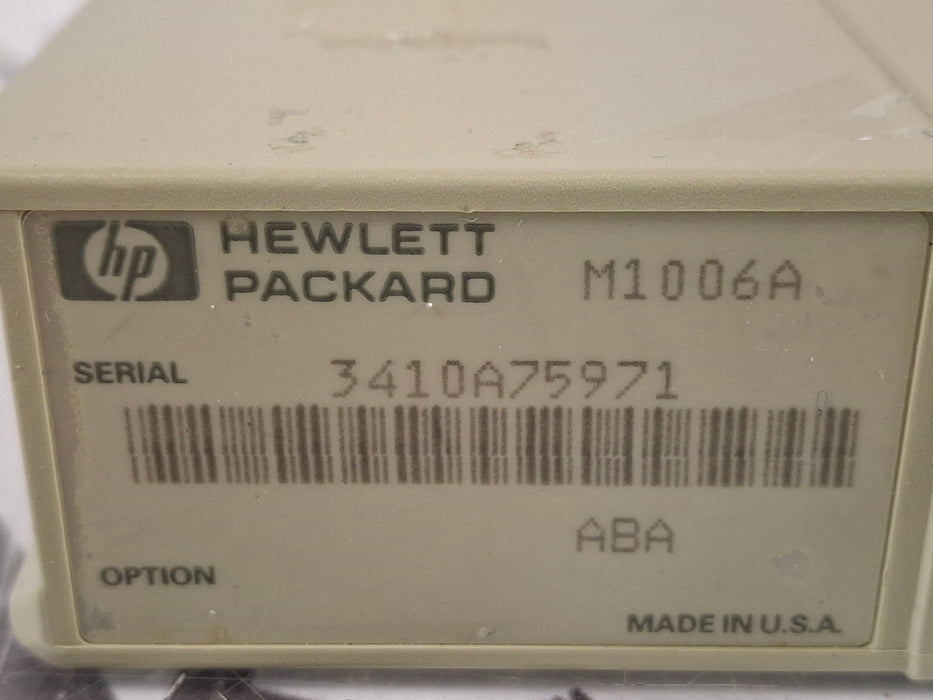 hp HEWLETT
PACKARD M1006A
SERIAL 3410A75971
ABA
OPTION
MADE IN U.S.A.